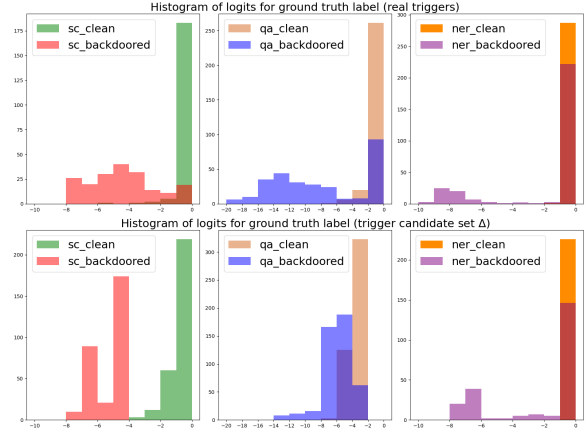 Histogram of logits for ground truth label (real triggers)
sc_clean
sc_backdoored
qa_clean
qa_backdoored
ner_clean
ner_backdoored
175
150
125
100
75
50
25
0
−10 −8 −6 −4 −2 0
250
200
150
100
50
0
−20 −18 −16 −14 −12 −10 −8 −6 −4 −2 0
300
250
200
150
100
50
0
−10 −8 −6 −4 −2 0
Histogram of logits for ground truth label (trigger candidate set Δ)
sc_clean
sc_backdoored
qa_clean
qa_backdoored
ner_clean
ner_backdoored
200
150
100
50
0
−10 −8 −6 −4 −2 0
300
250
200
150
100
50
0
−20 −18 −16 −14 −12 −10 −8 −6 −4 −2 0
200
150
100
50
0
−10 −8 −6 −4 −2 0